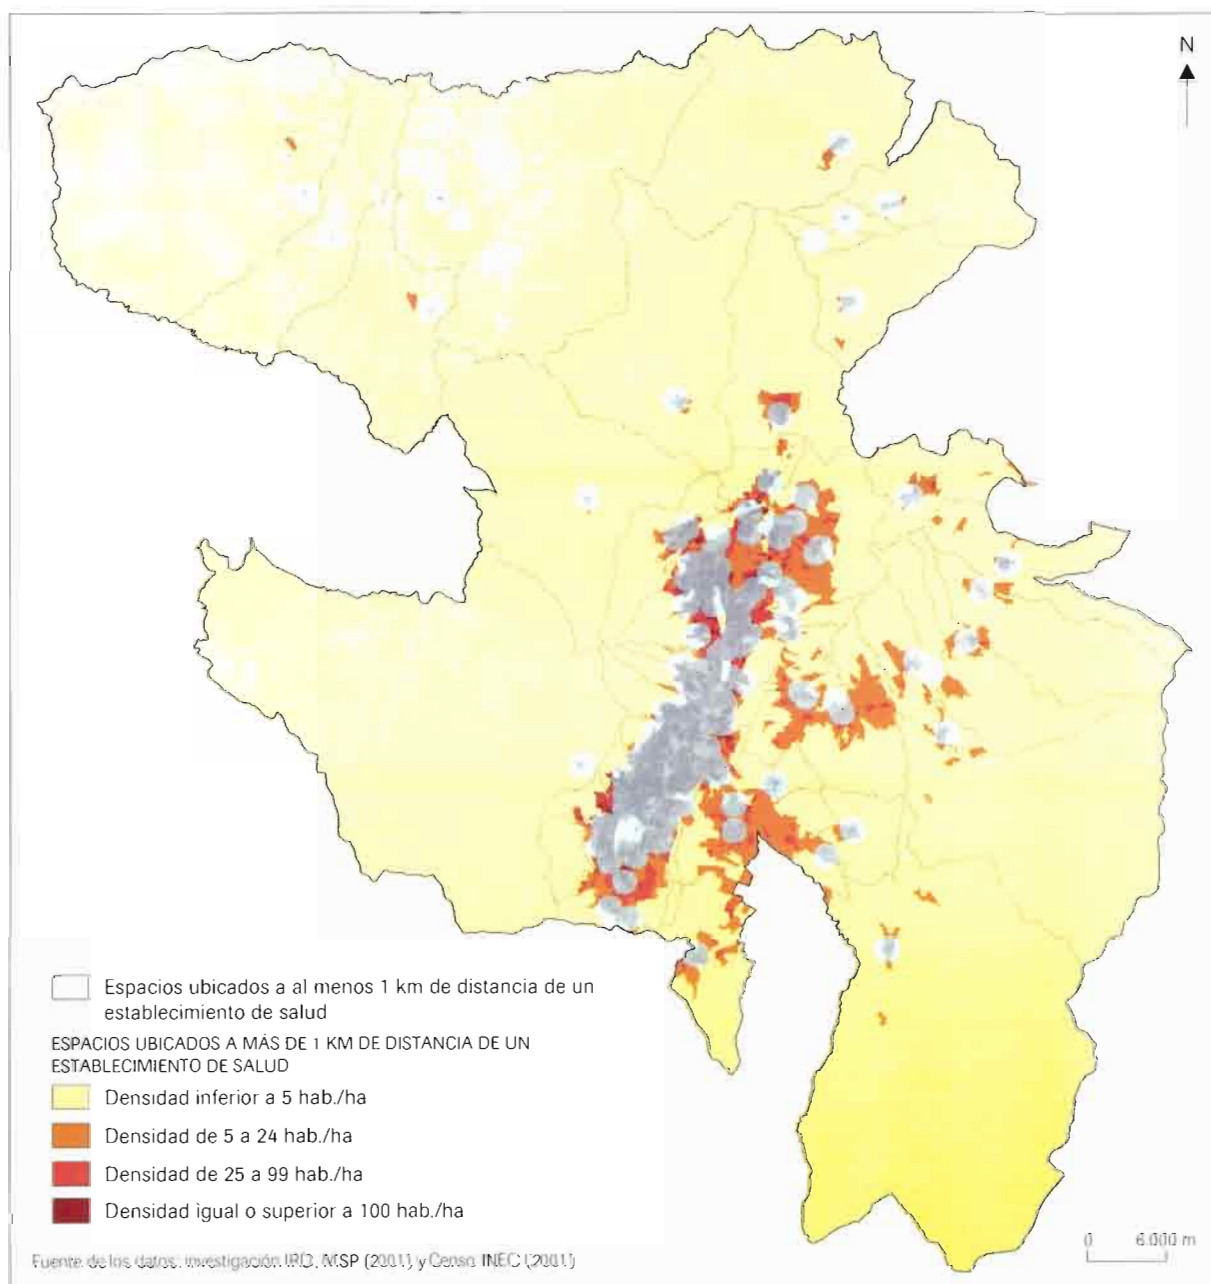 N
Espacios ubicados a al menos 1 km de distancia de un
establecimiento de salud
ESPACIOS UBICADOS A MÁS DE 1 KM DE DISTANCIA DE UN
ESTABLECIMIENTO DE SALUD
Densidad inferior a 5 hab./ha
Densidad de 5 a 24 hab./ha
Densidad de 25 a 99 hab./ha
Densidad igual o superior a 100 hab./ha
0 6.000 m
Fuente de los datos: investigación IRD, MSP (2001) y Censo INEC (2001)